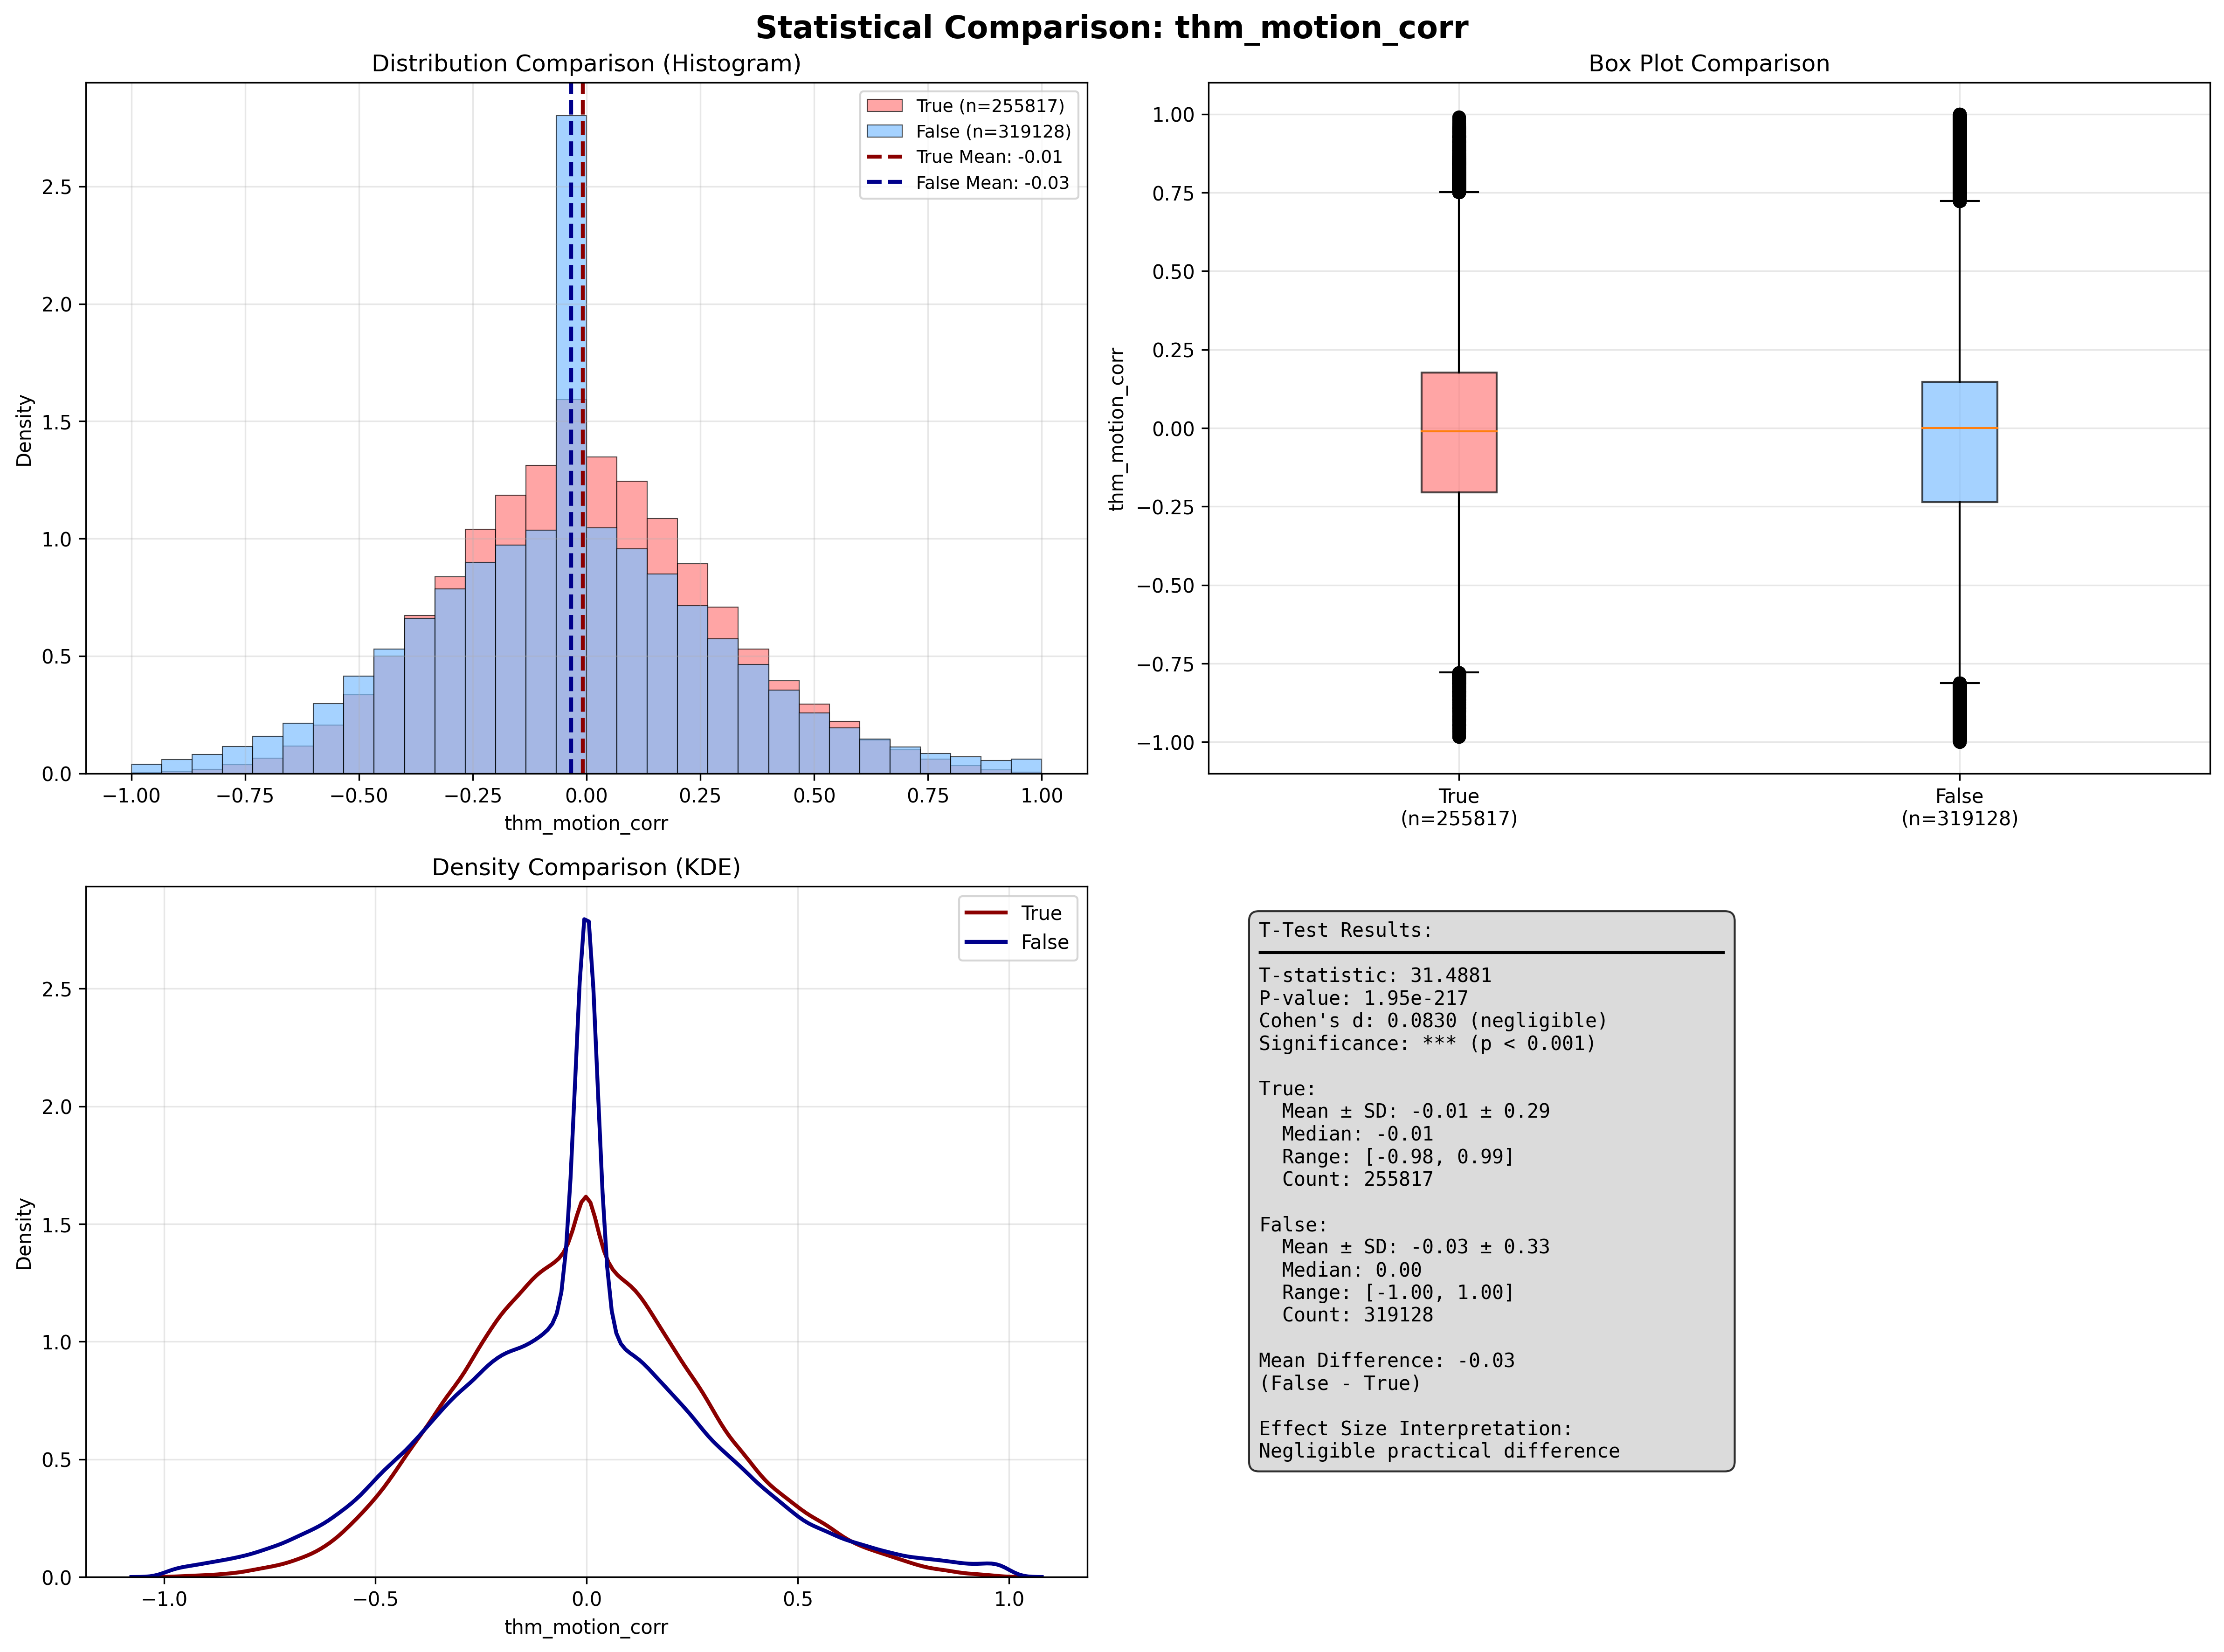 Statistical Comparison: thm_motion_corr
Distribution Comparison (Histogram)
Density
2.5
2.0
1.5
1.0
0.5
0.0
−1.00 −0.75 −0.50 −0.25 0.00 0.25 0.50 0.75 1.00
thm_motion_corr
True (n=255817)
False (n=319128)
True Mean: -0.01
False Mean: -0.03
Box Plot Comparison
thm_motion_corr
1.00
0.75
0.50
0.25
0.00
−0.25
−0.50
−0.75
−1.00
True
(n=255817)
False
(n=319128)
Density Comparison (KDE)
Density
2.5
2.0
1.5
1.0
0.5
0.0
−1.0 −0.5 0.0 0.5 1.0
thm_motion_corr
True
False
T-Test Results:
T-statistic: 31.4881
P-value: 1.95e-217
Cohen's d: 0.0830 (negligible)
Significance: *** (p < 0.001)
True:
Mean ± SD: -0.01 ± 0.29
Median: -0.01
Range: [-0.98, 0.99]
Count: 255817
False:
Mean ± SD: -0.03 ± 0.33
Median: 0.00
Range: [-1.00, 1.00]
Count: 319128
Mean Difference: -0.03
(False - True)
Effect Size Interpretation:
Negligible practical difference